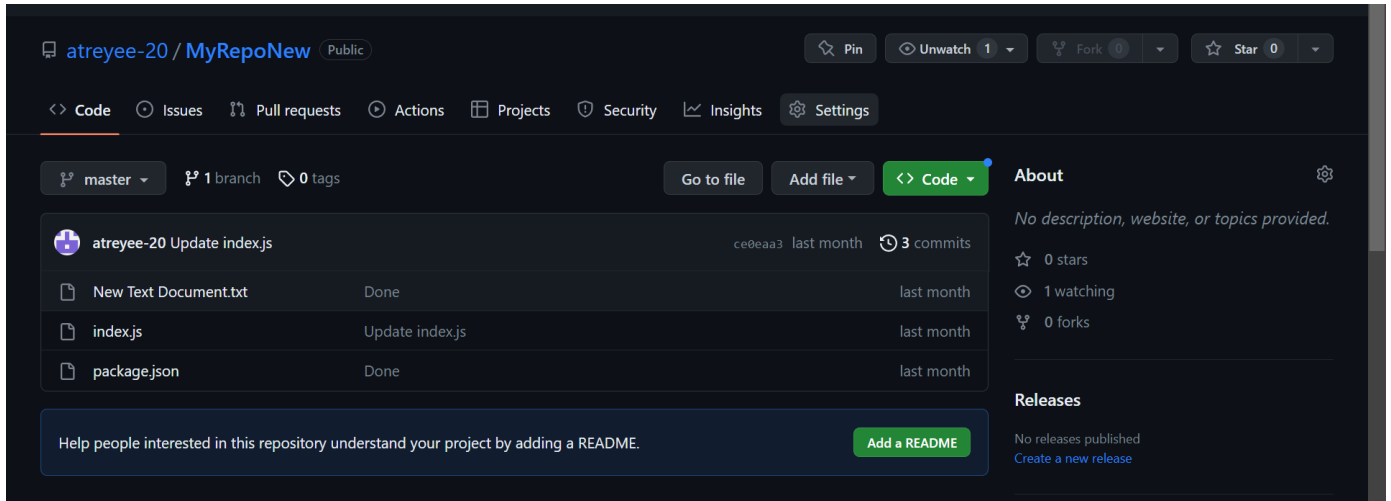 atreyee-20 / MyRepoNew Public
Pin Unwatch 1 Fork 0 Star 0
<> Code Issues Pull requests Actions Projects Security Insights Settings
master 1 branch 0 tags Go to file Add file <> Code
atreyee-20 Update index.js ce0eaa3 last month 3 commits
New Text Document.txt Done last month
index.js Update index.js last month
package.json Done last month
Help people interested in this repository understand your project by adding a README. Add a README
About
No description, website, or topics provided.
0 stars
1 watching
0 forks
Releases
No releases published
Create a new release